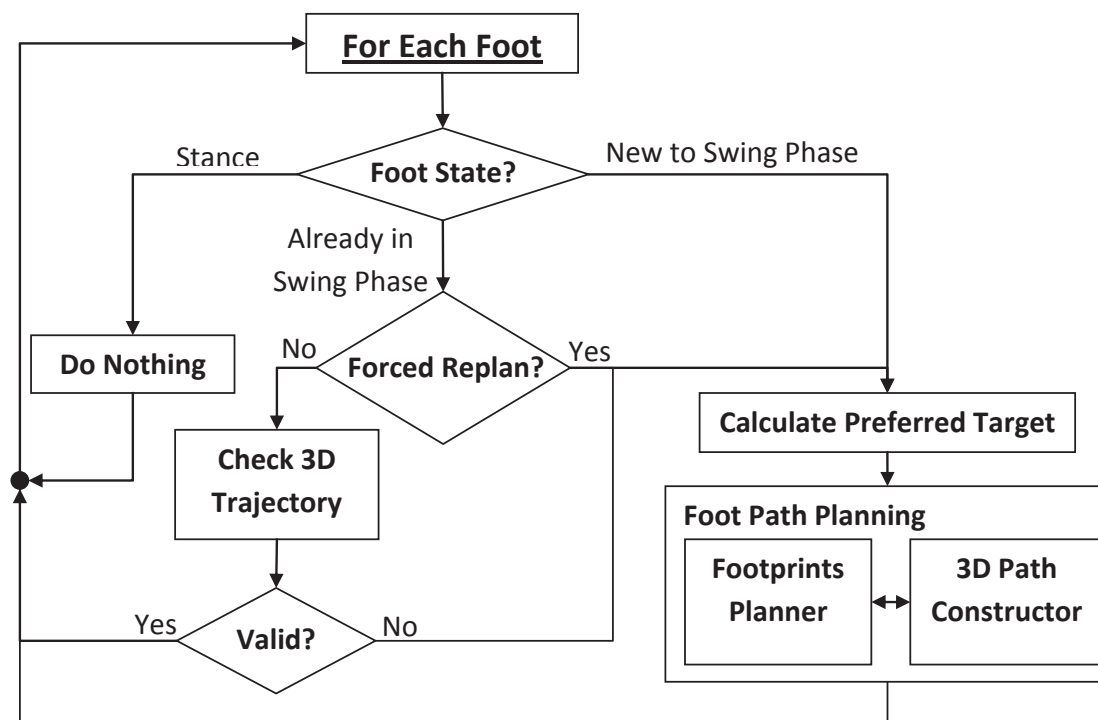 For Each Foot
Stance
New to Swing Phase
Foot State?
Already in
Swing Phase
No
Yes
Do Nothing
Forced Replan?
Calculate Preferred Target
Check 3D
Trajectory
Foot Path Planning
Footprints
Planner
3D Path
Constructor
Yes
No
Valid?